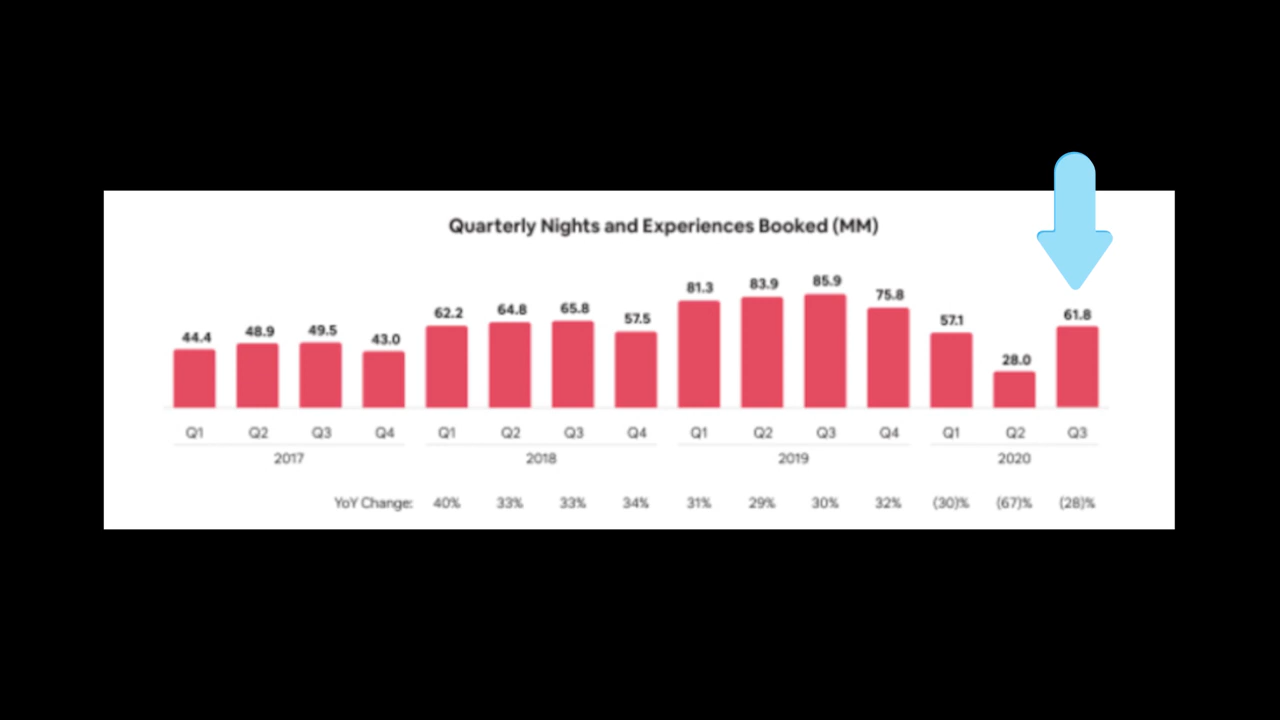 Quarterly Nights and Experiences Booked (MM)
44.4 48.9 49.5 43.0 62.2 64.8 65.8 57.5 81.3 83.9 85.9 75.8 57.1 28.0 61.8
Q1 Q2 Q3 Q4 Q1 Q2 Q3 Q4 Q1 Q2 Q3 Q4 Q1 Q2 Q3
2017 2018 2019 2020
YoY Change: 40% 33% 33% 34% 31% 29% 30% 32% (30)% (67)% (28)%